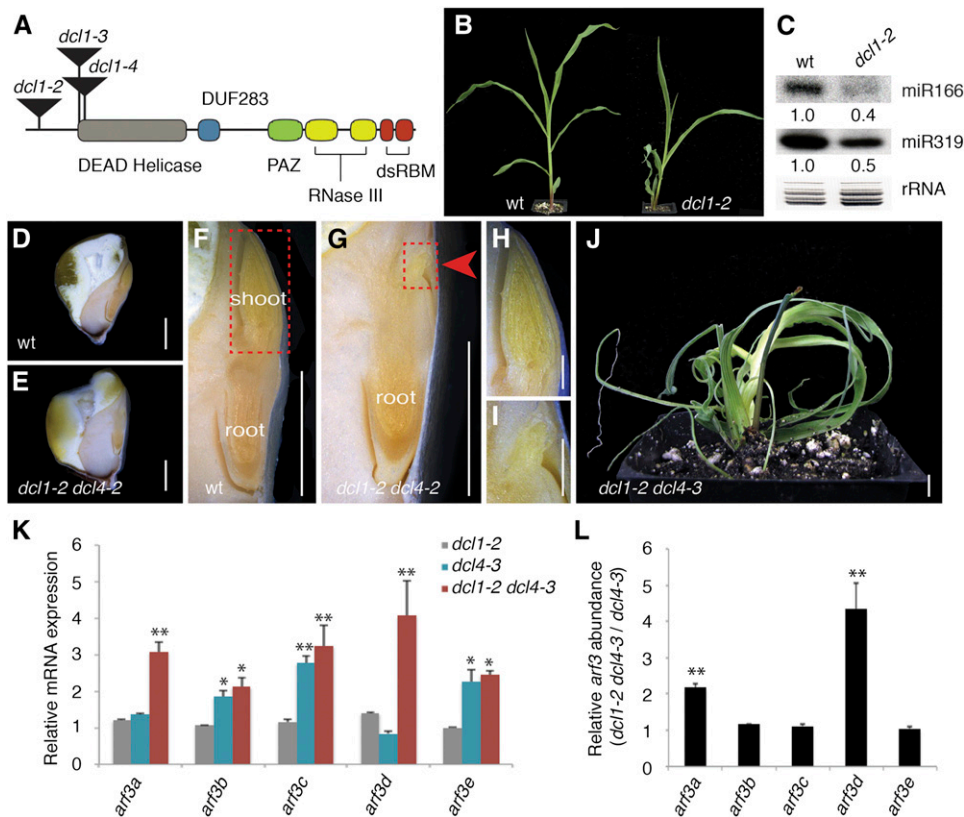 A
dcl1-3
dcl1-4
dcl1-2
DUF283
DEAD Helicase
PAZ
dsRBM
RNase III
B
wt
dcl1-2
C
wt
dcl1-2
miR166
1.0 0.4
miR319
1.0 0.5
rRNA
D
wt
E
dcl1-2 dcl4-2
F
shoot
root
wt
G
root
dcl1-2 dcl4-2
H
I
J
dcl1-2 dcl4-3
K
Relative mRNA expression
6
5
4
3
2
1
0
dcl1-2
dcl4-3
dcl1-2 dcl4-3
**
* *
** **
**
* *
arf3a arf3b arf3c arf3d arf3e
L
Relative arf3 abundance
(dcl1-2 dcl4-3 / dcl4-3)
6
5
4
3
2
1
0
**
**
arf3a arf3b arf3c arf3d arf3e